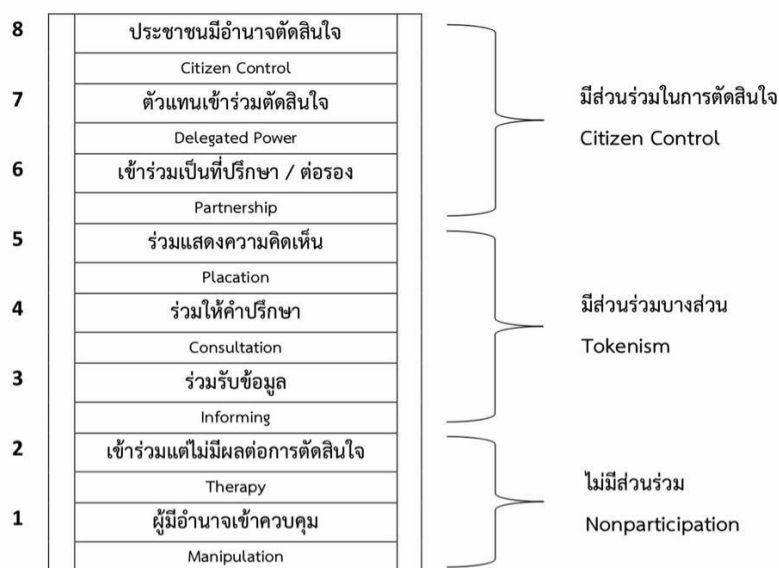 8
ประชาชนมีอำนาจตัดสินใจ
Citizen Control
7
ตัวแทนเข้าร่วมตัดสินใจ
Delegated Power
6
เข้าร่วมเป็นที่ปรึกษา / ต่อรอง
Partnership
มีส่วนร่วมในการตัดสินใจ
Citizen Control
5
ร่วมแสดงความคิดเห็น
Placation
4
ร่วมให้คำปรึกษา
Consultation
3
ร่วมรับข้อมูล
Informing
มีส่วนร่วมบางส่วน
Tokenism
2
เข้าร่วมแต่ไม่มีผลต่อการตัดสินใจ
Therapy
1
ผู้มีอำนาจเข้าควบคุม
Manipulation
ไม่มีส่วนร่วม
Nonparticipation